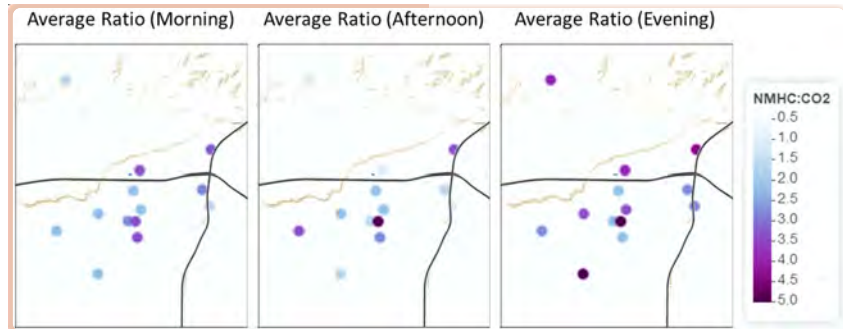 Average Ratio (Morning)
Average Ratio (Afternoon)
Average Ratio (Evening)
NMHC:CO2
0.5
1.0
1.5
2.0
2.5
3.0
3.5
4.0
4.5
5.0